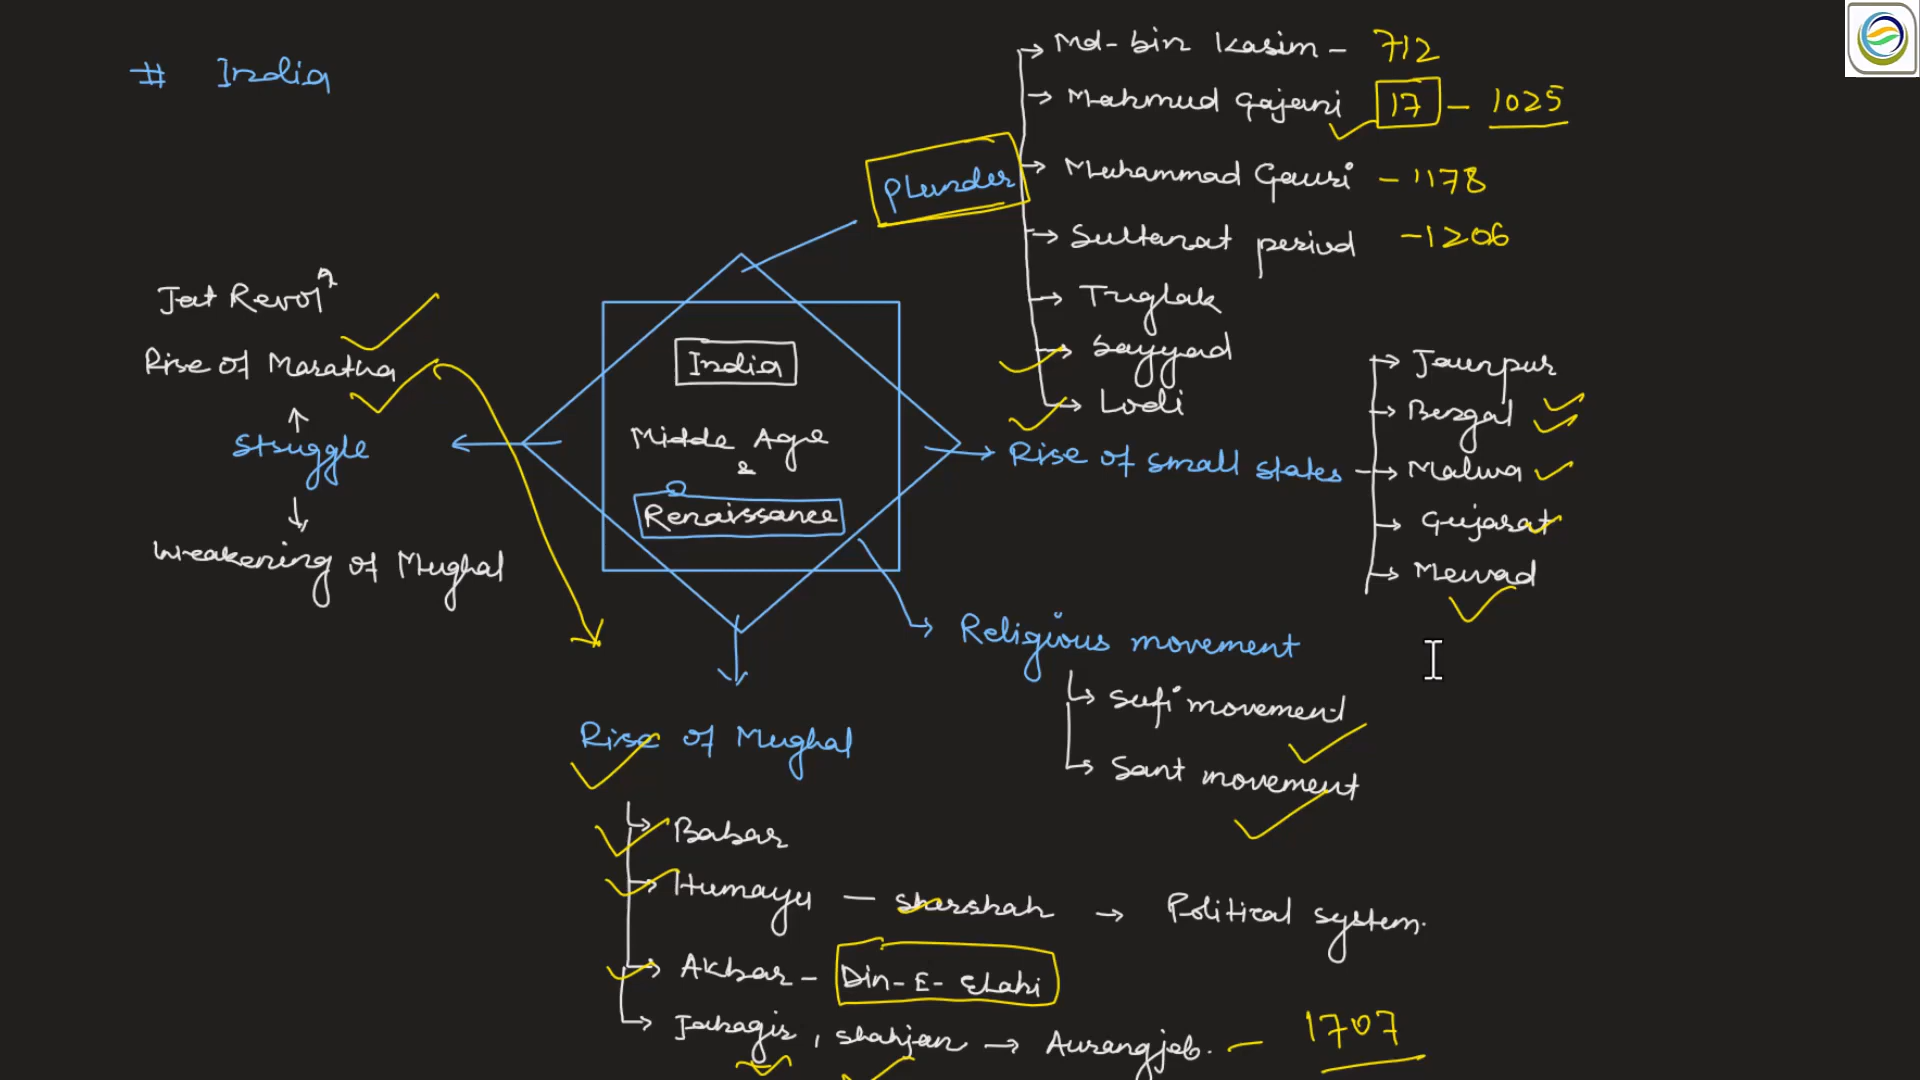 # India
Plunder
Md-bin Kasim - 712
Mahmud Gajani 17 - 1025
Muhammad Gauri - 1178
Sultanat period - 1206
Tuglak
Sayyad
Lodi
Jat Revolt
Rise of Maratha
Struggle
Weakening of Mughal
India
Midde Age
&
Renaissance
Rise of small states
Jaunpur
Bengal
Malwa
Gujarat
Mewad
Religious movement
Sufi movement
Sant movement
Rise of Mughal
Babar
Humayu - Shershah → Political system.
Akbar - Din-E-Elahi
Jahagir, Shahjan → Aurangjeb. - 1707